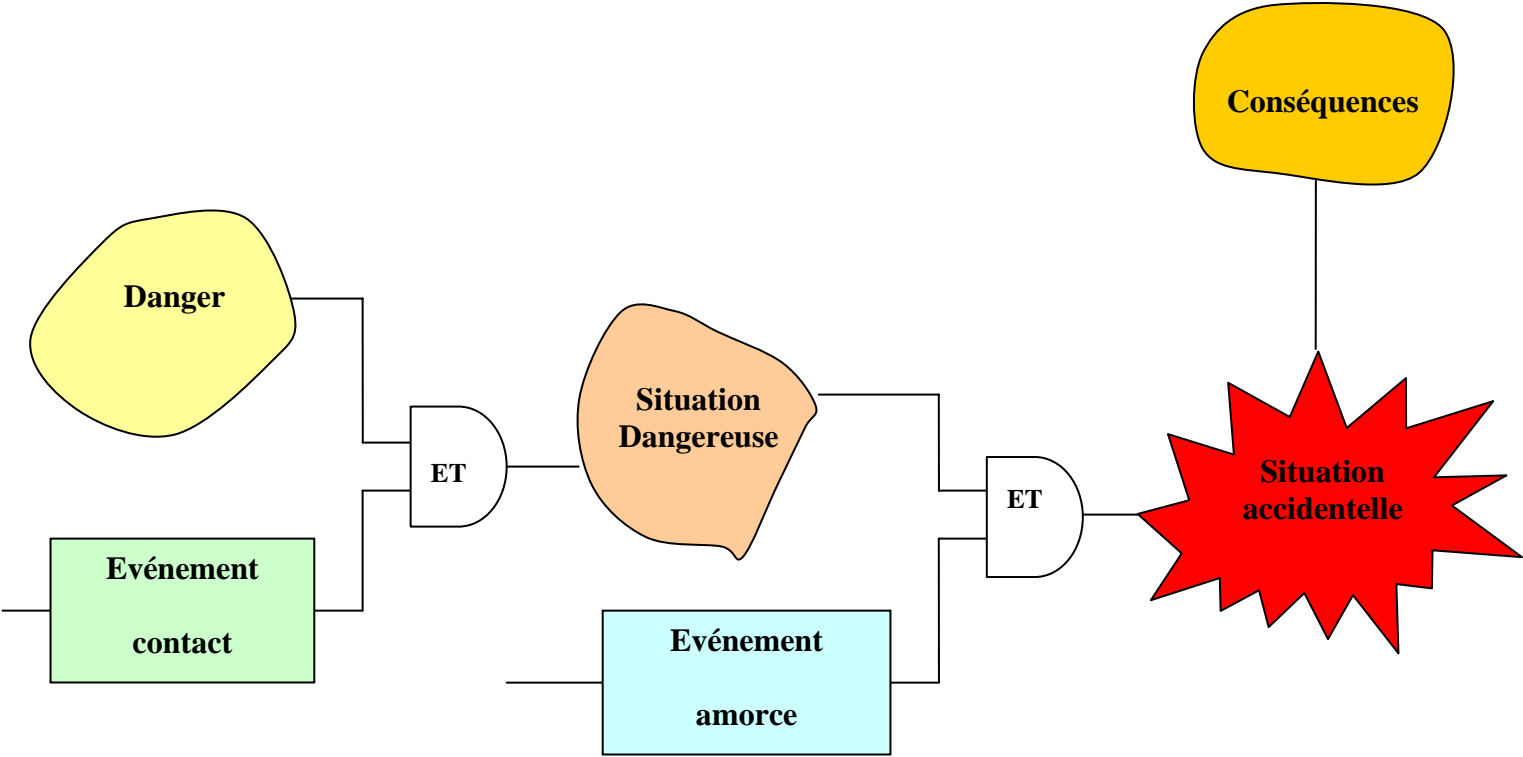 Danger
Evénement
contact
ET
Situation
Dangereuse
Evénement
amorce
ET
Situation
accidentelle
Conséquences